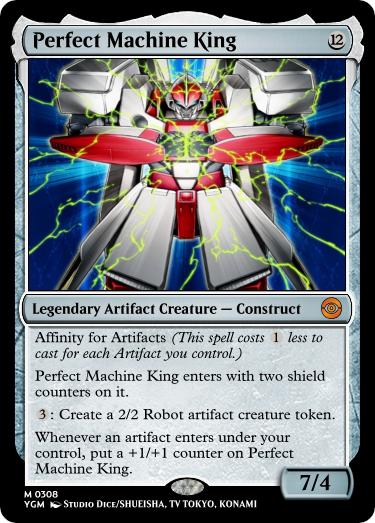 Perfect Machine King 12
Legendary Artifact Creature — Construct
Affinity for Artifacts (This spell costs 1 less to
cast for each Artifact you control.)
Perfect Machine King enters with two shield
counters on it.
3 : Create a 2/2 Robot artifact creature token.
Whenever an artifact enters under your
control, put a +1/+1 counter on Perfect
Machine King.
7/4
M 0308
YGM Studio Dice/SHUEISHA, TV TOKYO, KONAMI